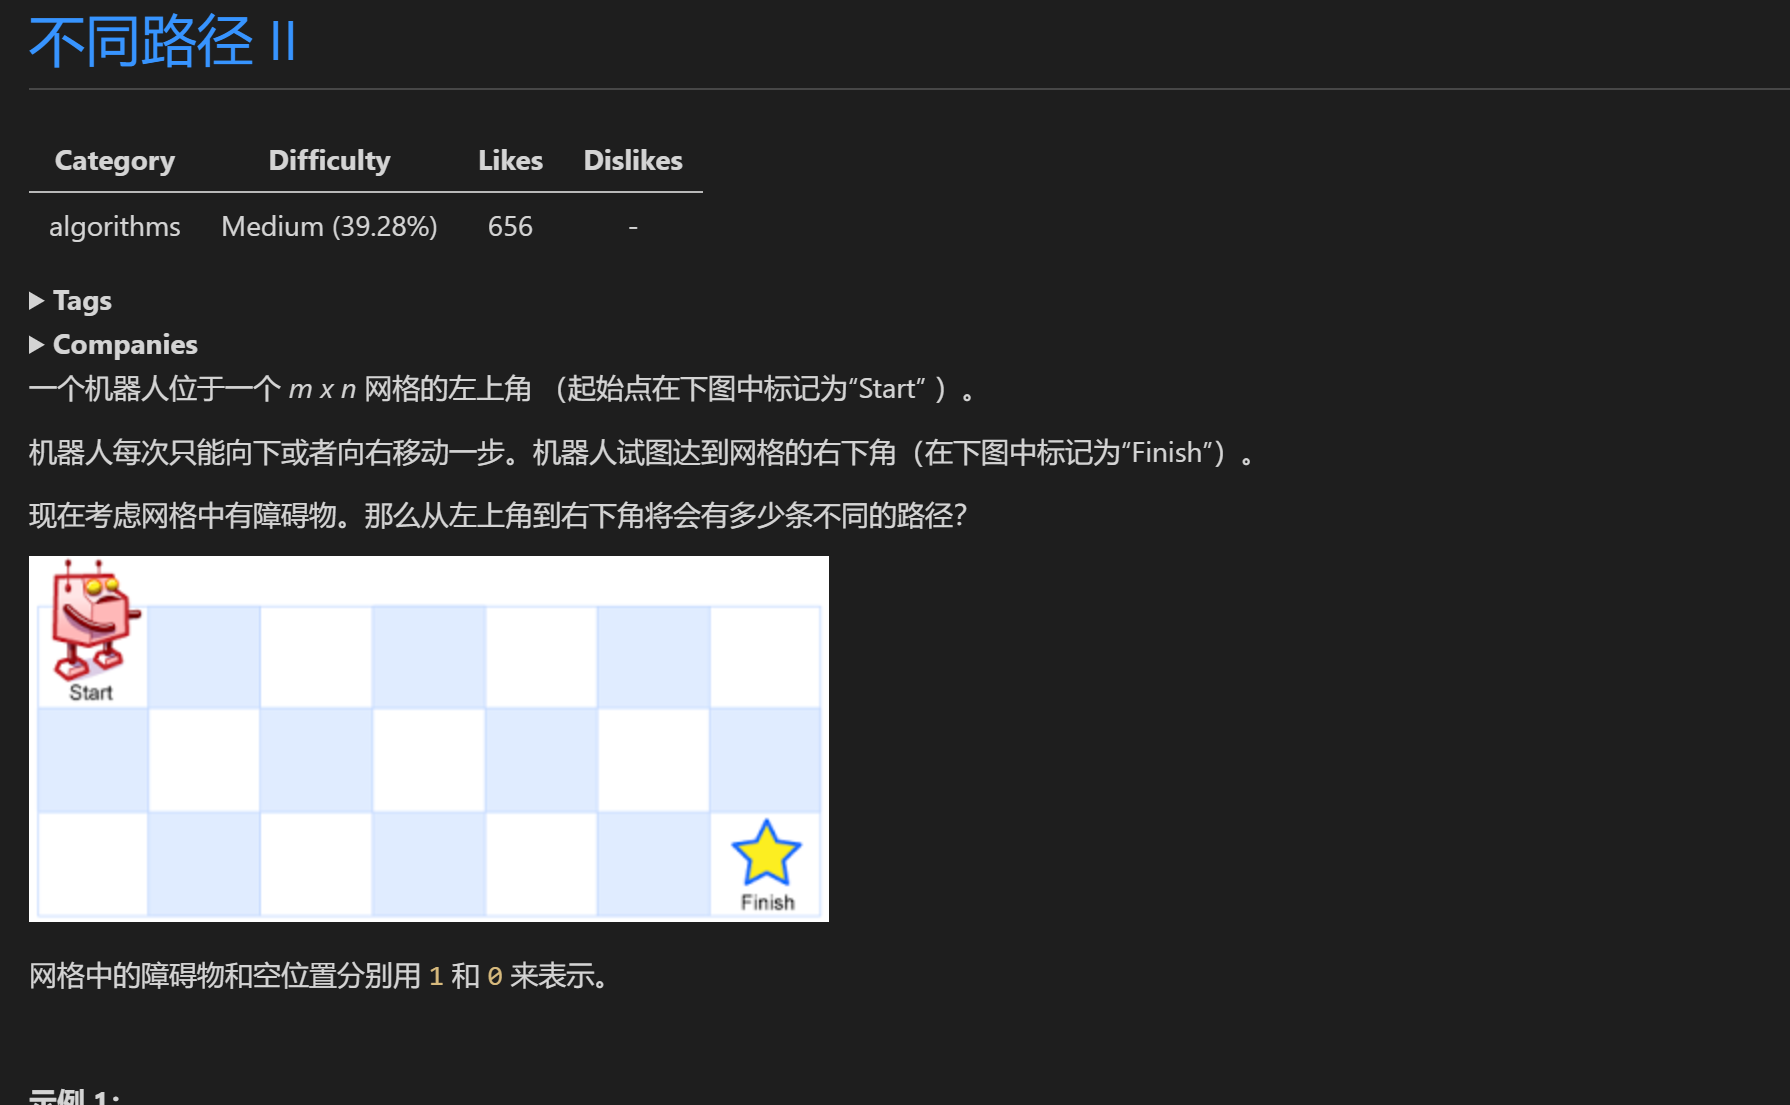 不同路径 II
Category Difficulty Likes Dislikes
algorithms Medium (39.28%) 656 -
▶ Tags
▶ Companies
一个机器人位于一个 m x n 网格的左上角 （起始点在下图中标记为“Start” ）。
机器人每次只能向下或者向右移动一步。机器人试图达到网格的右下角（在下图中标记为“Finish”）。
现在考虑网格中有障碍物。那么从左上角到右下角将会有多少条不同的路径？
Start
Finish
网格中的障碍物和空位置分别用 1 和 0 来表示。
示例 1：